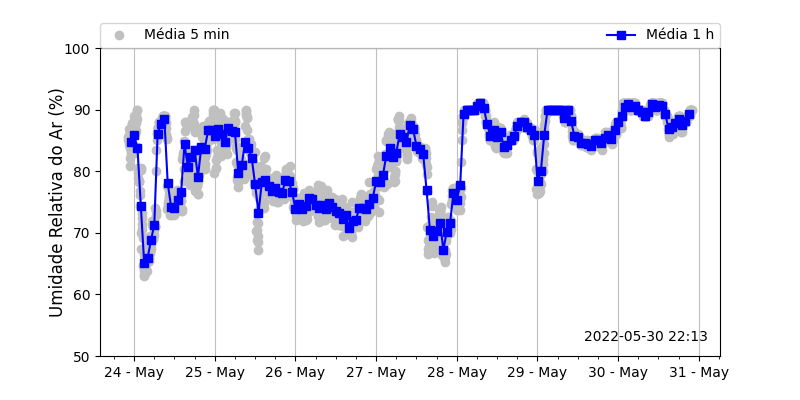 Média 5 min
Média 1 h
Umidade Relativa do Ar (%)
100
90
80
70
60
50
2022-05-30 22:13
24 - May
25 - May
26 - May
27 - May
28 - May
29 - May
30 - May
31 - May